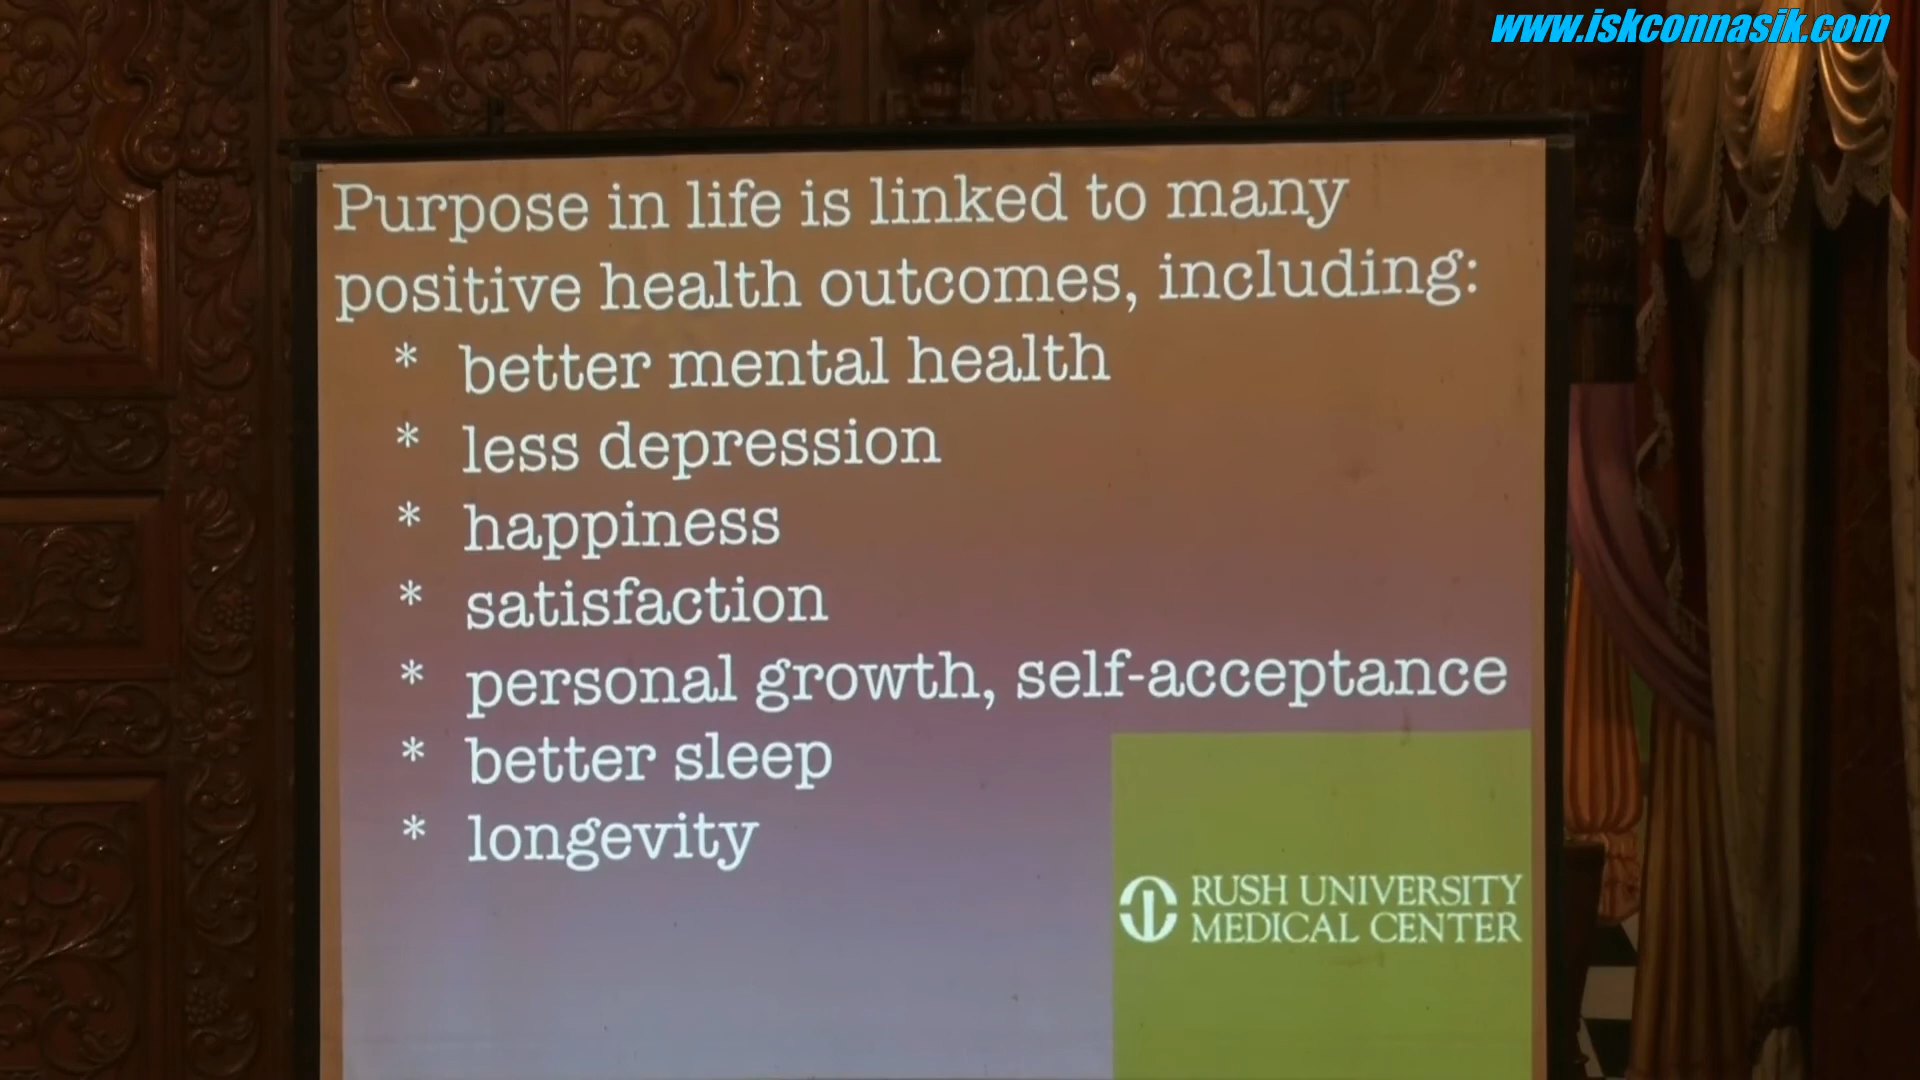 www.iskconnasik.com
Purpose in life is linked to many
positive health outcomes, including:
* better mental health
* less depression
* happiness
* satisfaction
* personal growth, self-acceptance
* better sleep
* longevity
RUSH UNIVERSITY
MEDICAL CENTER